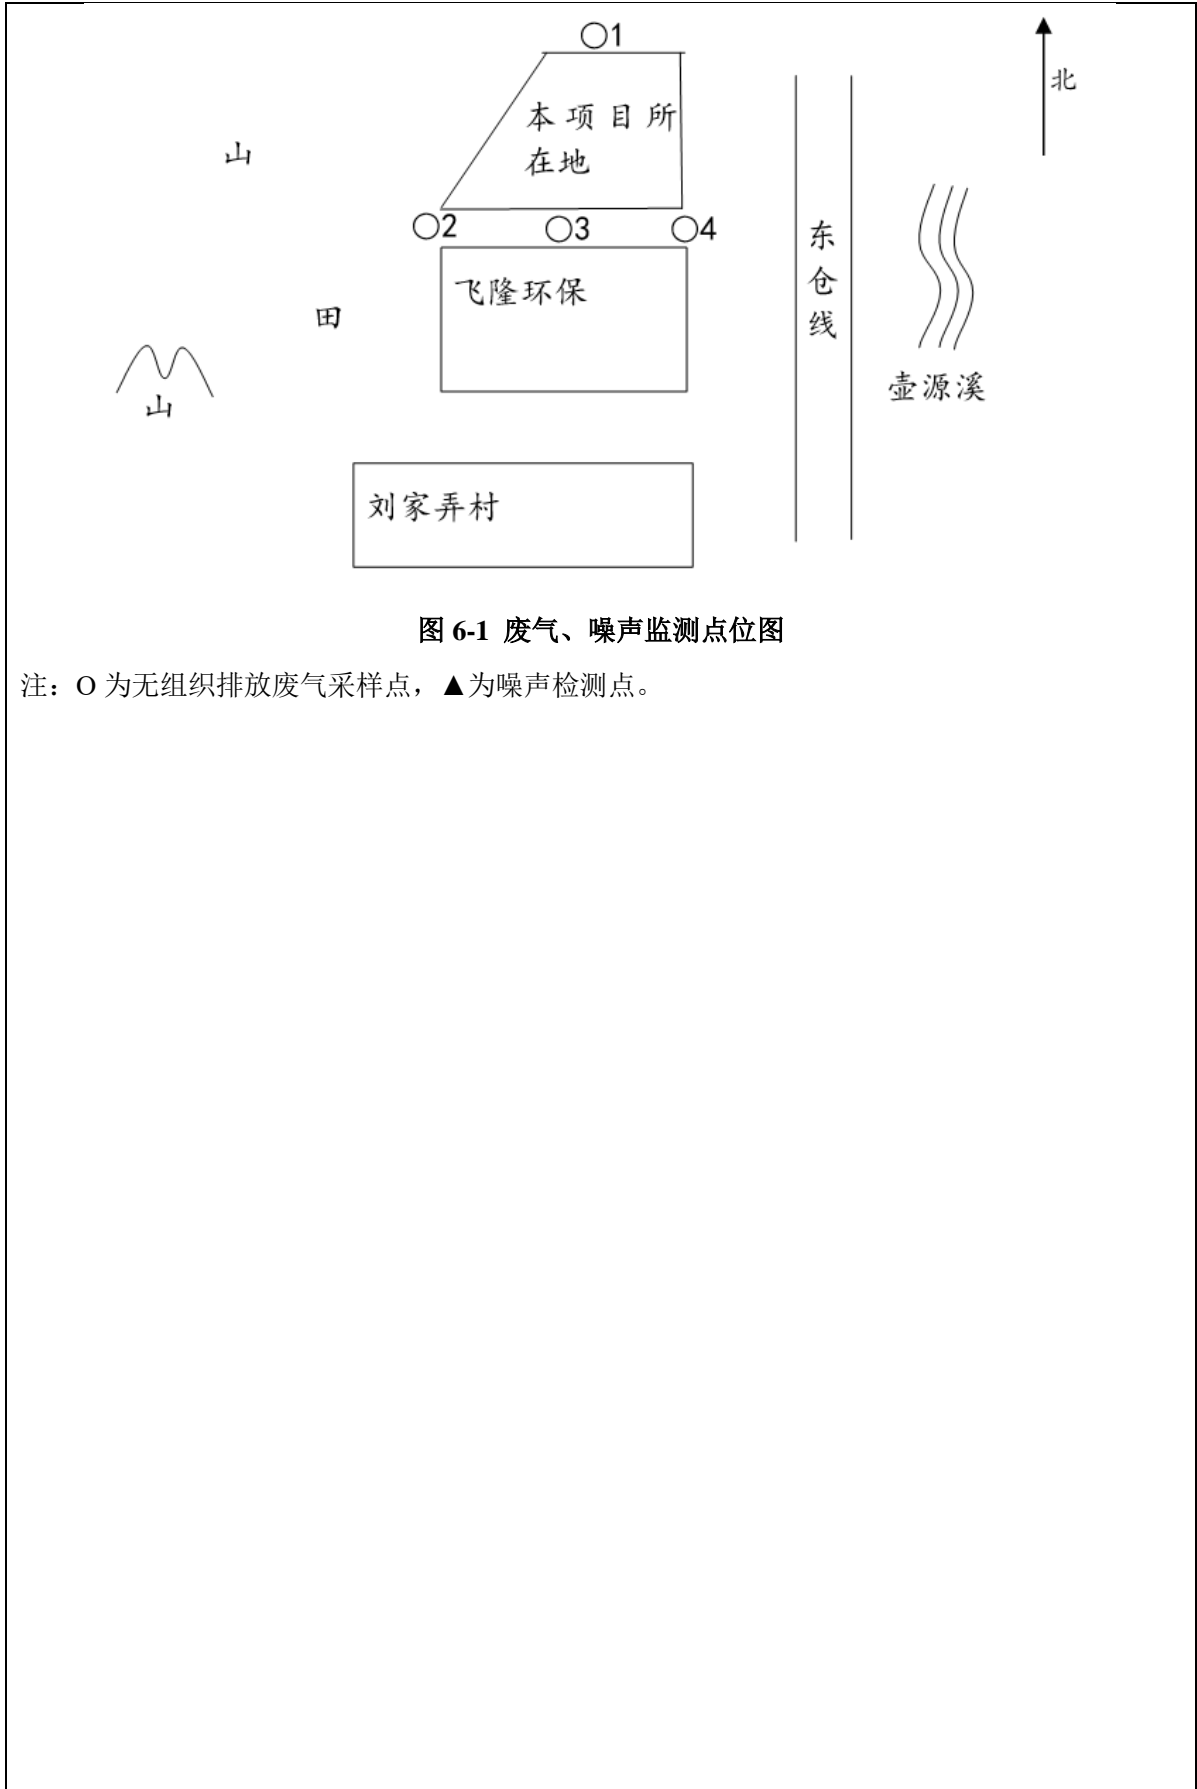 ○1
北
本项目所
在地
山
○2 ○3 ○4
飞隆环保
田
山
东
仓
线
壶源溪
刘家弄村
图 6-1 废气、噪声监测点位图
注：O 为无组织排放废气采样点，▲为噪声检测点。